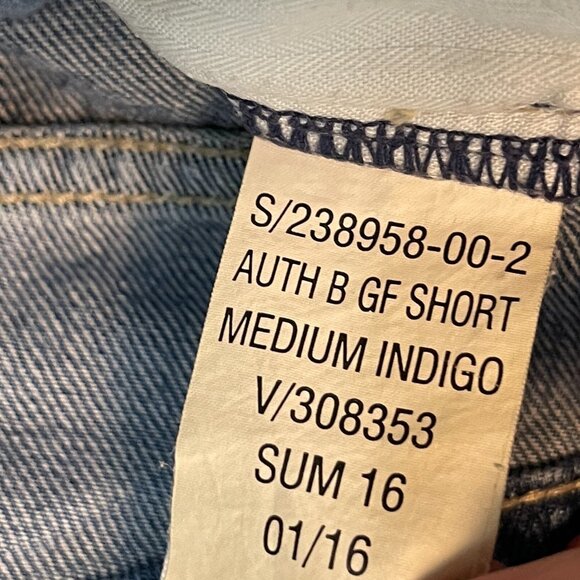 S/238958-00-2
AUTH B GF SHORT
MEDIUM INDIGO
V/308353
SUM 16
01/16